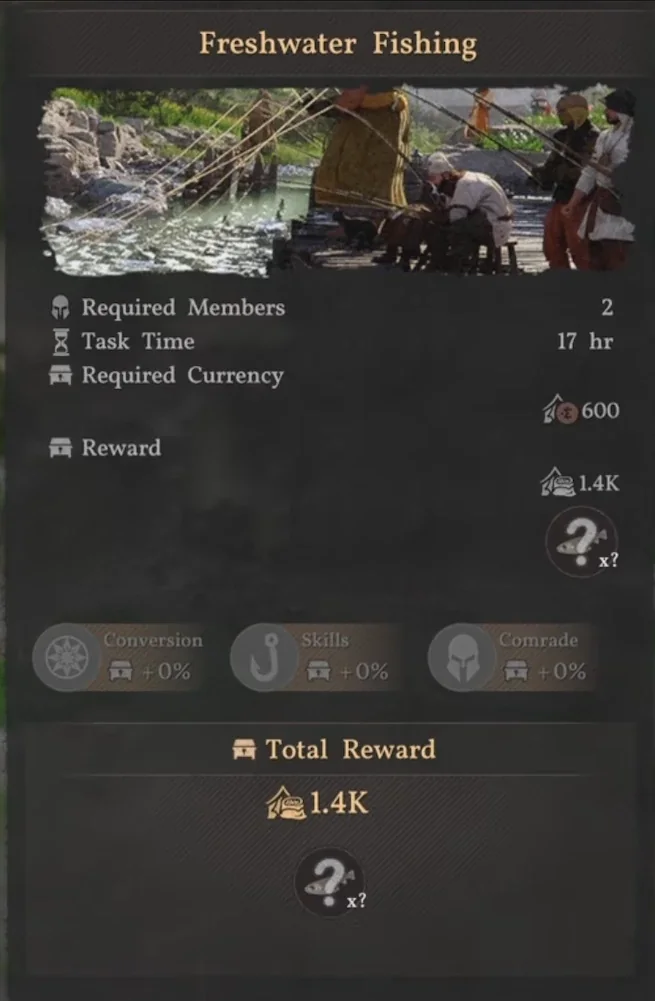 Freshwater Fishing
Required Members 2
Task Time 17 hr
Required Currency
600
Reward
1.4K
x?
Conversion Skills Comrade
+0% +0% +0%
Total Reward
1.4K
x?